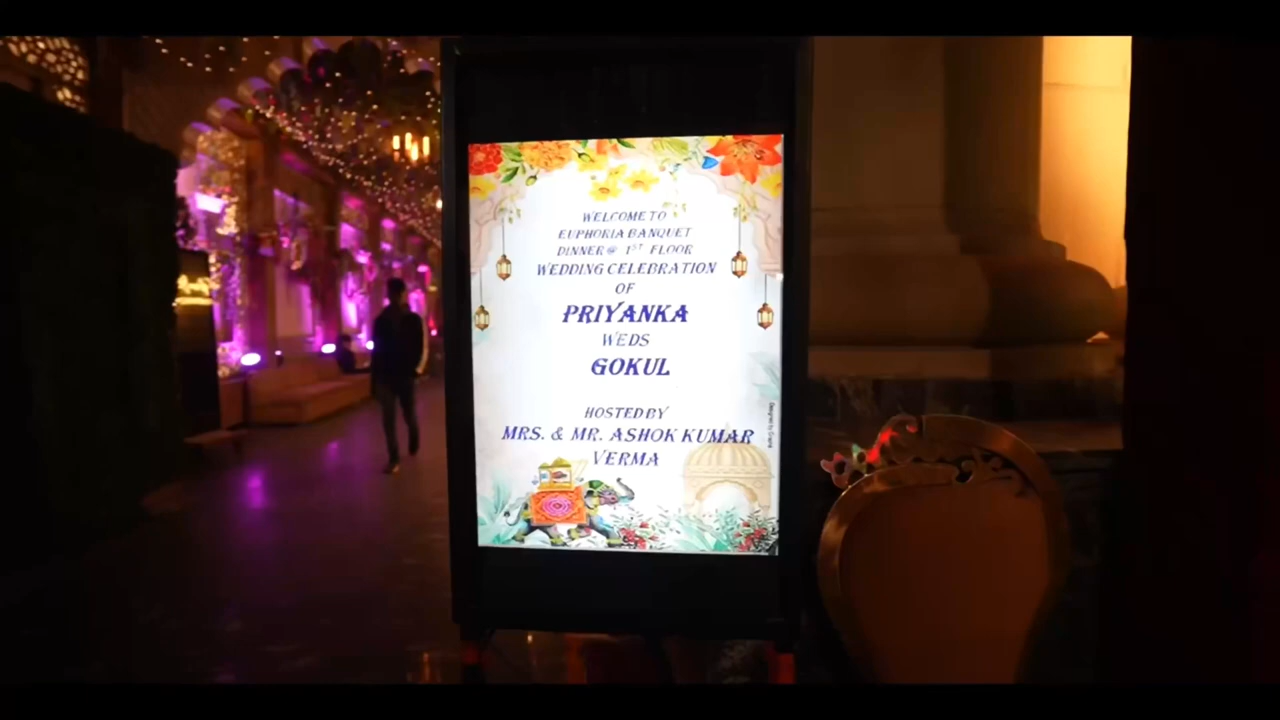 WELCOME TO
EUPHORIA BANQUET
DINNER @ 1ST FLOOR
WEDDING CELEBRATION
OF
PRIYANKA
WEDS
GOKUL
HOSTED BY
MRS. & MR. ASHOK KUMAR
VERMA